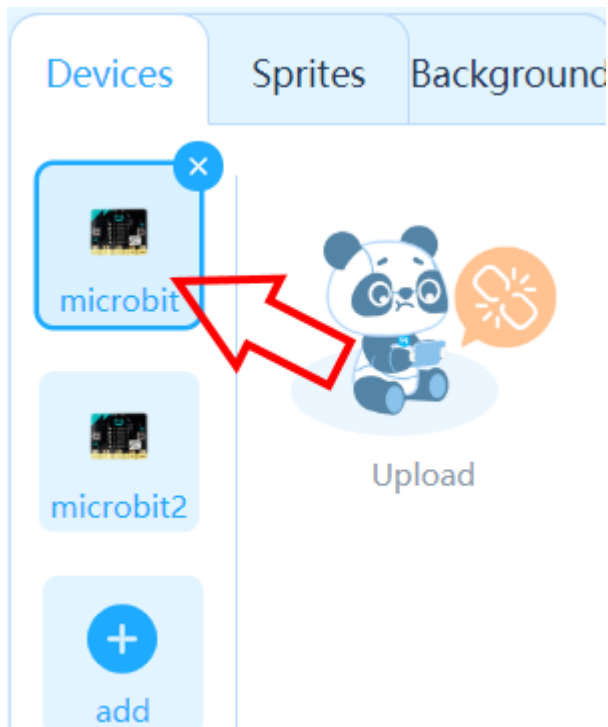 Devices
Sprites
Background
microbit
microbit2
add
Upload